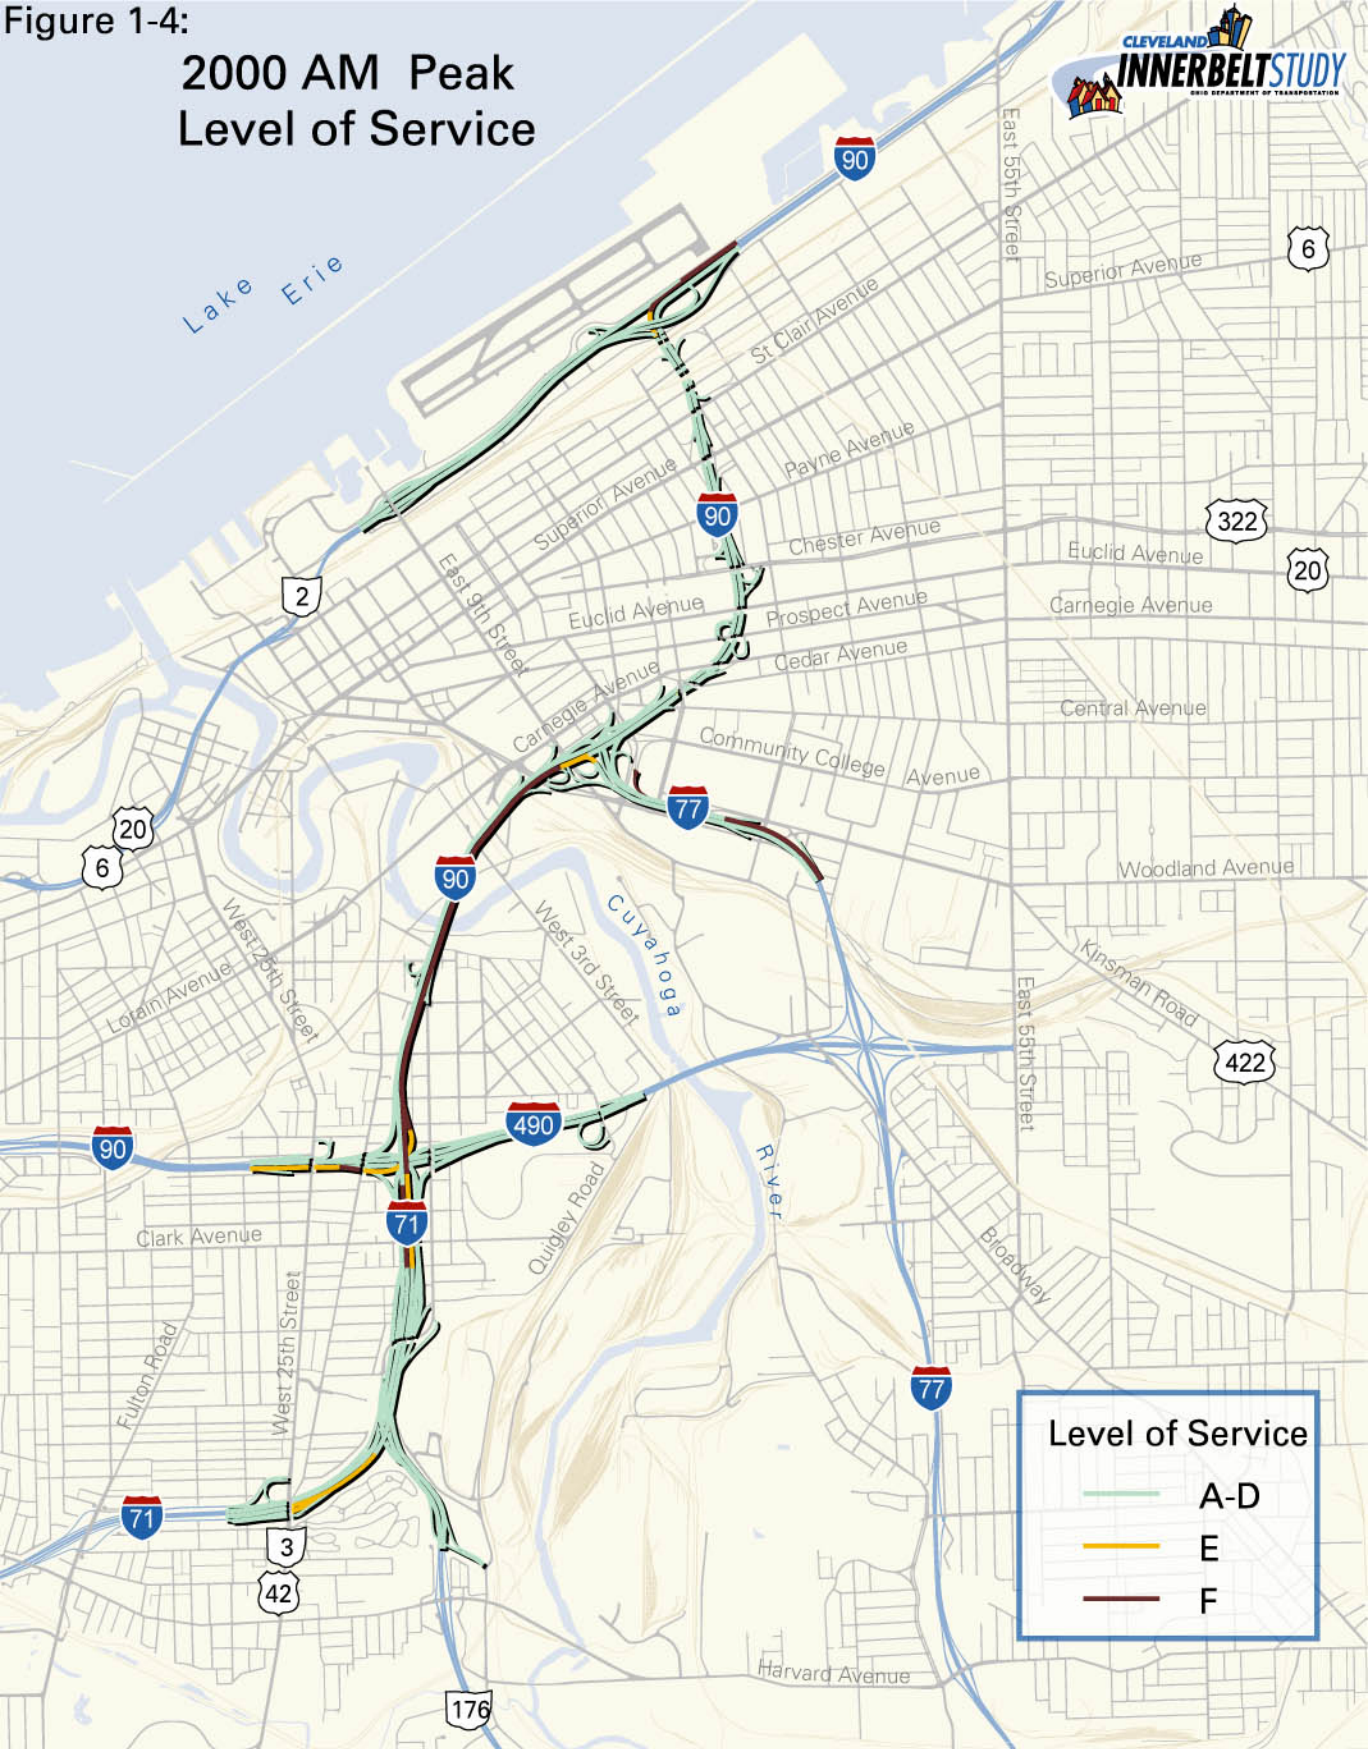 Figure 1-4:
2000 AM Peak
Level of Service
CLEVELAND
INNERBELTSTUDY
OHIO DEPARTMENT OF TRANSPORTATION
90
East 55th Street
6
Superior Avenue
Lake Erie
St Clair Avenue
Payne Avenue
Superior Avenue
90
322
Chester Avenue
Euclid Avenue
20
2
East 9th Street
Euclid Avenue
Prospect Avenue
Carnegie Avenue
Cedar Avenue
Carnegie Avenue
Central Avenue
Community College Avenue
77
20
6
90
Woodland Avenue
Cuyahoga
West 25th Street
West 3rd Street
Lorain Avenue
Kinsman Road
East 55th Street
422
490
90
River
71
Clark Avenue
Quigley Road
Broadway
West 25th Street
Fulton Road
77
Level of Service
A-D
E
F
71
3
42
Harvard Avenue
176